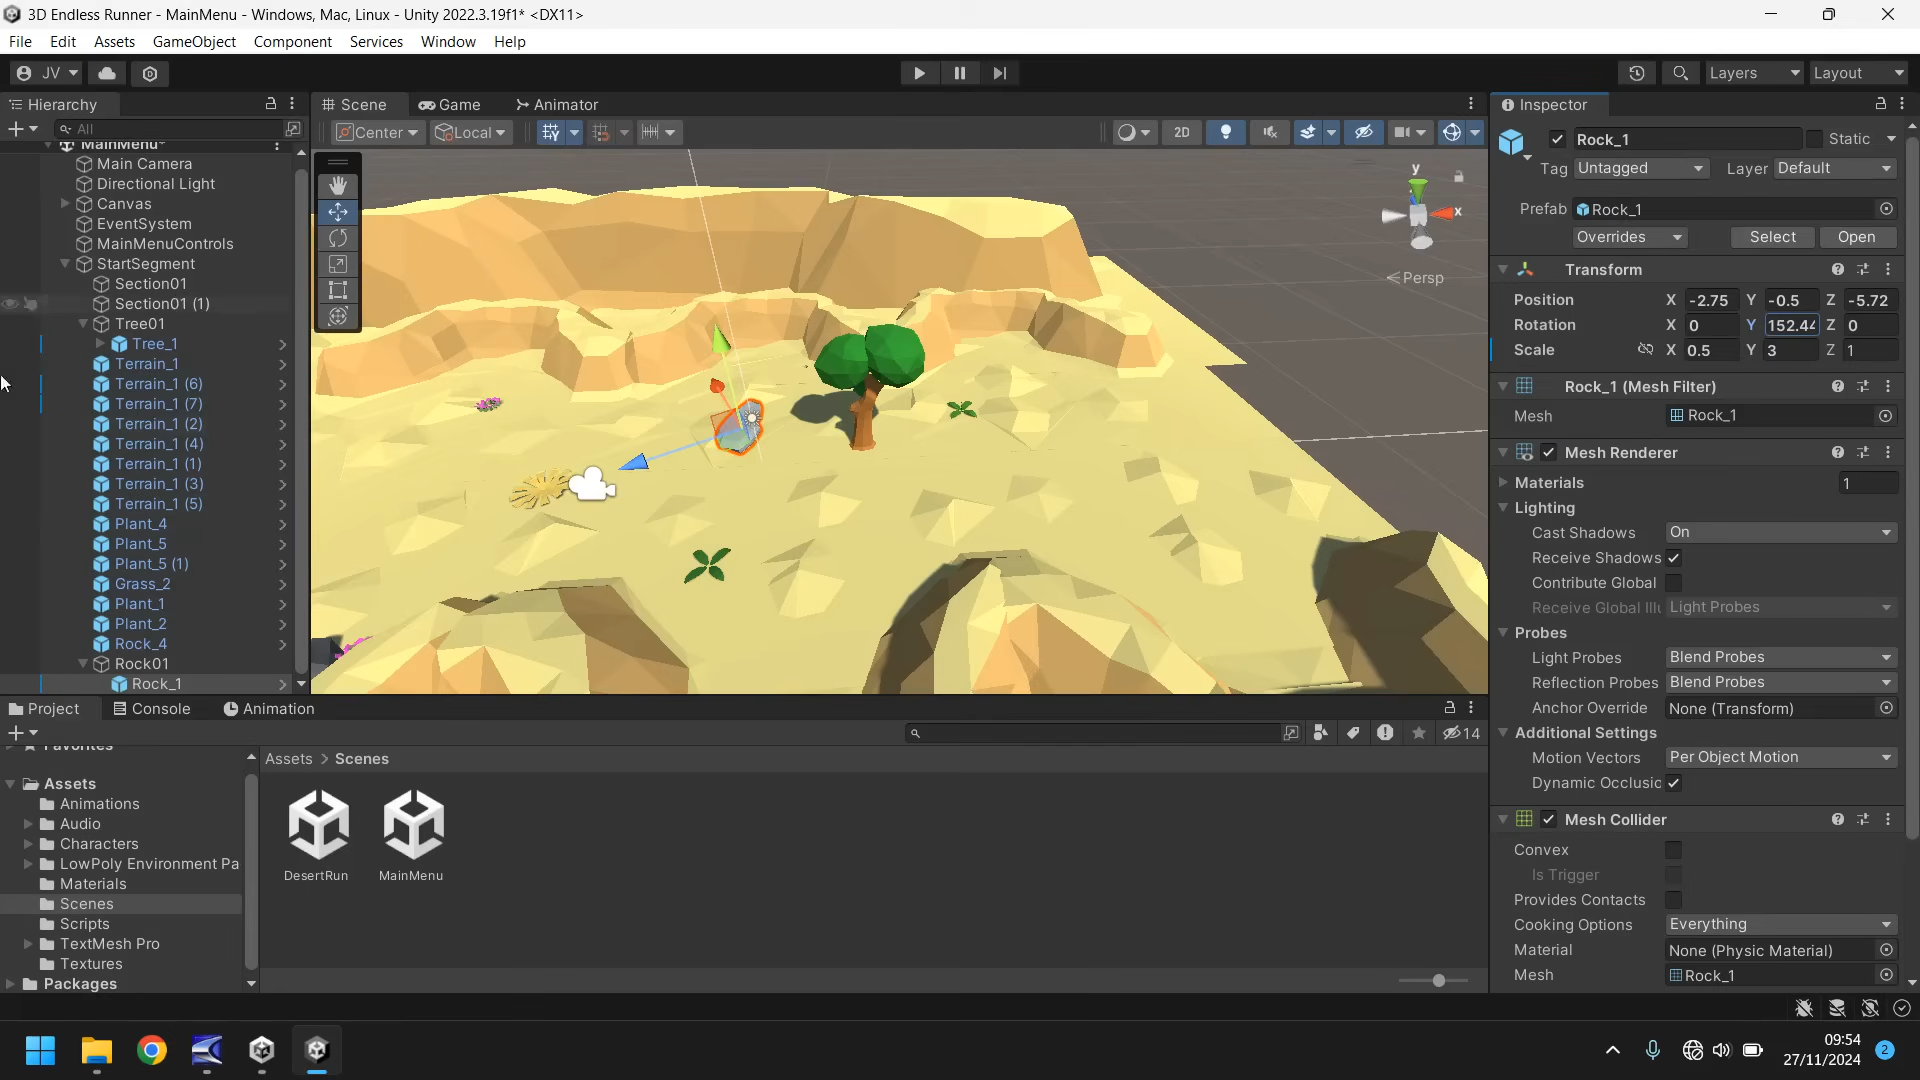 3D Endless Runner - MainMenu - Windows, Mac, Linux - Unity 2022.3.19f1* <DX11>
File Edit Assets GameObject Component Services Window Help
JV
Layers
Layout
Hierarchy
All
MainMenu*
Main Camera
Directional Light
Canvas
EventSystem
MainMenuControls
StartSegment
Section01
Section01 (1)
Tree01
Tree_1
Terrain_1
Terrain_1 (6)
Terrain_1 (7)
Terrain_1 (2)
Terrain_1 (4)
Terrain_1 (1)
Terrain_1 (3)
Terrain_1 (5)
Plant_4
Plant_5
Plant_5 (1)
Grass_2
Plant_1
Plant_2
Rock_4
Rock01
Rock_1
Scene Game Animator
Center Local
2D
y
x
Persp
Inspector
Rock_1 Static
Tag Untagged Layer Default
Prefab Rock_1
Overrides Select Open
Transform
Position X -2.75 Y -0.5 Z -5.72
Rotation X 0 Y 152.44 Z 0
Scale X 0.5 Y 3 Z 1
Rock_1 (Mesh Filter)
Mesh Rock_1
Mesh Renderer
Materials 1
Lighting
Cast Shadows On
Receive Shadows
Contribute Global
Receive Global Illu Light Probes
Probes
Light Probes Blend Probes
Reflection Probes Blend Probes
Anchor Override None (Transform)
Additional Settings
Motion Vectors Per Object Motion
Dynamic Occlusic
Mesh Collider
Convex
Is Trigger
Provides Contacts
Cooking Options Everything
Material None (Physic Material)
Mesh Rock_1
Project Console Animation
14
Favorites
Assets
Animations
Audio
Characters
LowPoly Environment Pa
Materials
Scenes
Scripts
TextMesh Pro
Textures
Packages
Assets > Scenes
DesertRun
MainMenu
09:54
27/11/2024
2